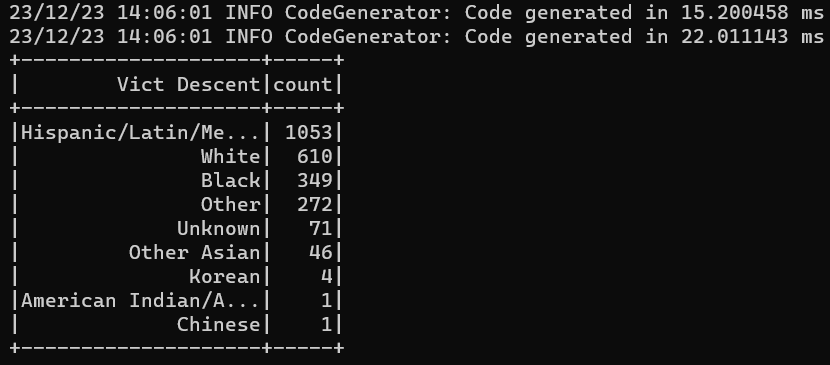 23/12/23 14:06:01 INFO CodeGenerator: Code generated in 15.200458 ms
23/12/23 14:06:01 INFO CodeGenerator: Code generated in 22.011143 ms
+--------------------+-----+
|        Vict Descent|count|
+--------------------+-----+
|Hispanic/Latin/Me...| 1053|
|               White|  610|
|               Black|  349|
|               Other|  272|
|             Unknown|   71|
|         Other Asian|   46|
|              Korean|    4|
|American Indian/A...|    1|
|             Chinese|    1|
+--------------------+-----+